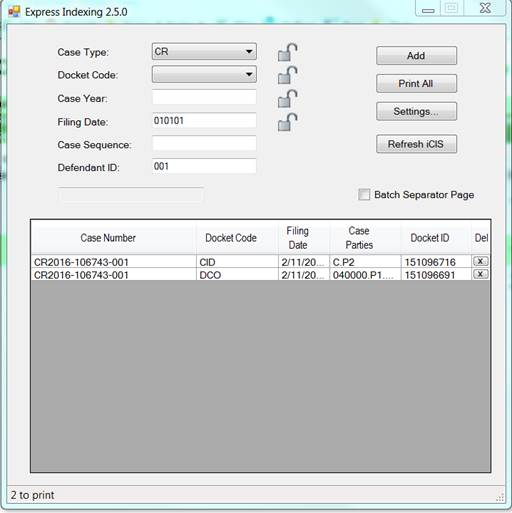 Express Indexing 2.5.0
Case Type: CR
Docket Code:
Case Year:
Filing Date: 010101
Case Sequence:
Defendant ID: 001
Add
Print All
Settings...
Refresh iCIS
Batch Separator Page
Case Number Docket Code Filing Date Case Parties Docket ID Del
CR2016-106743-001 CID 2/11/20... C.P2 151096716 X
CR2016-106743-001 DCO 2/11/20... 040000.P1.... 151096691 X
2 to print